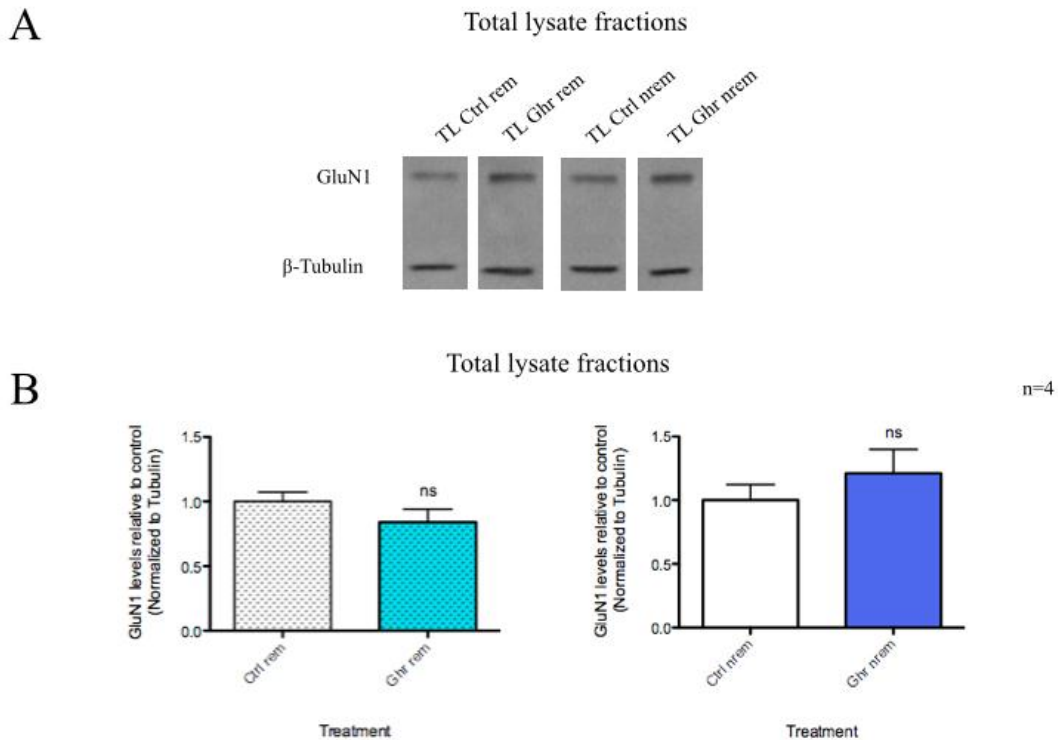 A
Total lysate fractions
TL Ctrl rem
TL Ghr rem
TL Ctrl nrem
TL Ghr nrem
GluN1
β-Tubulin
Total lysate fractions
B
n=4
GluN1 levels relative to control
(Normalized to Tubulin)
1.5
1.0
0.5
0.0
ns
Ctrl rem
Ghr rem
Treatment
GluN1 levels relative to control
(Normalized to Tubulin)
1.5
1.0
0.5
0.0
ns
Ctrl nrem
Ghr nrem
Treatment